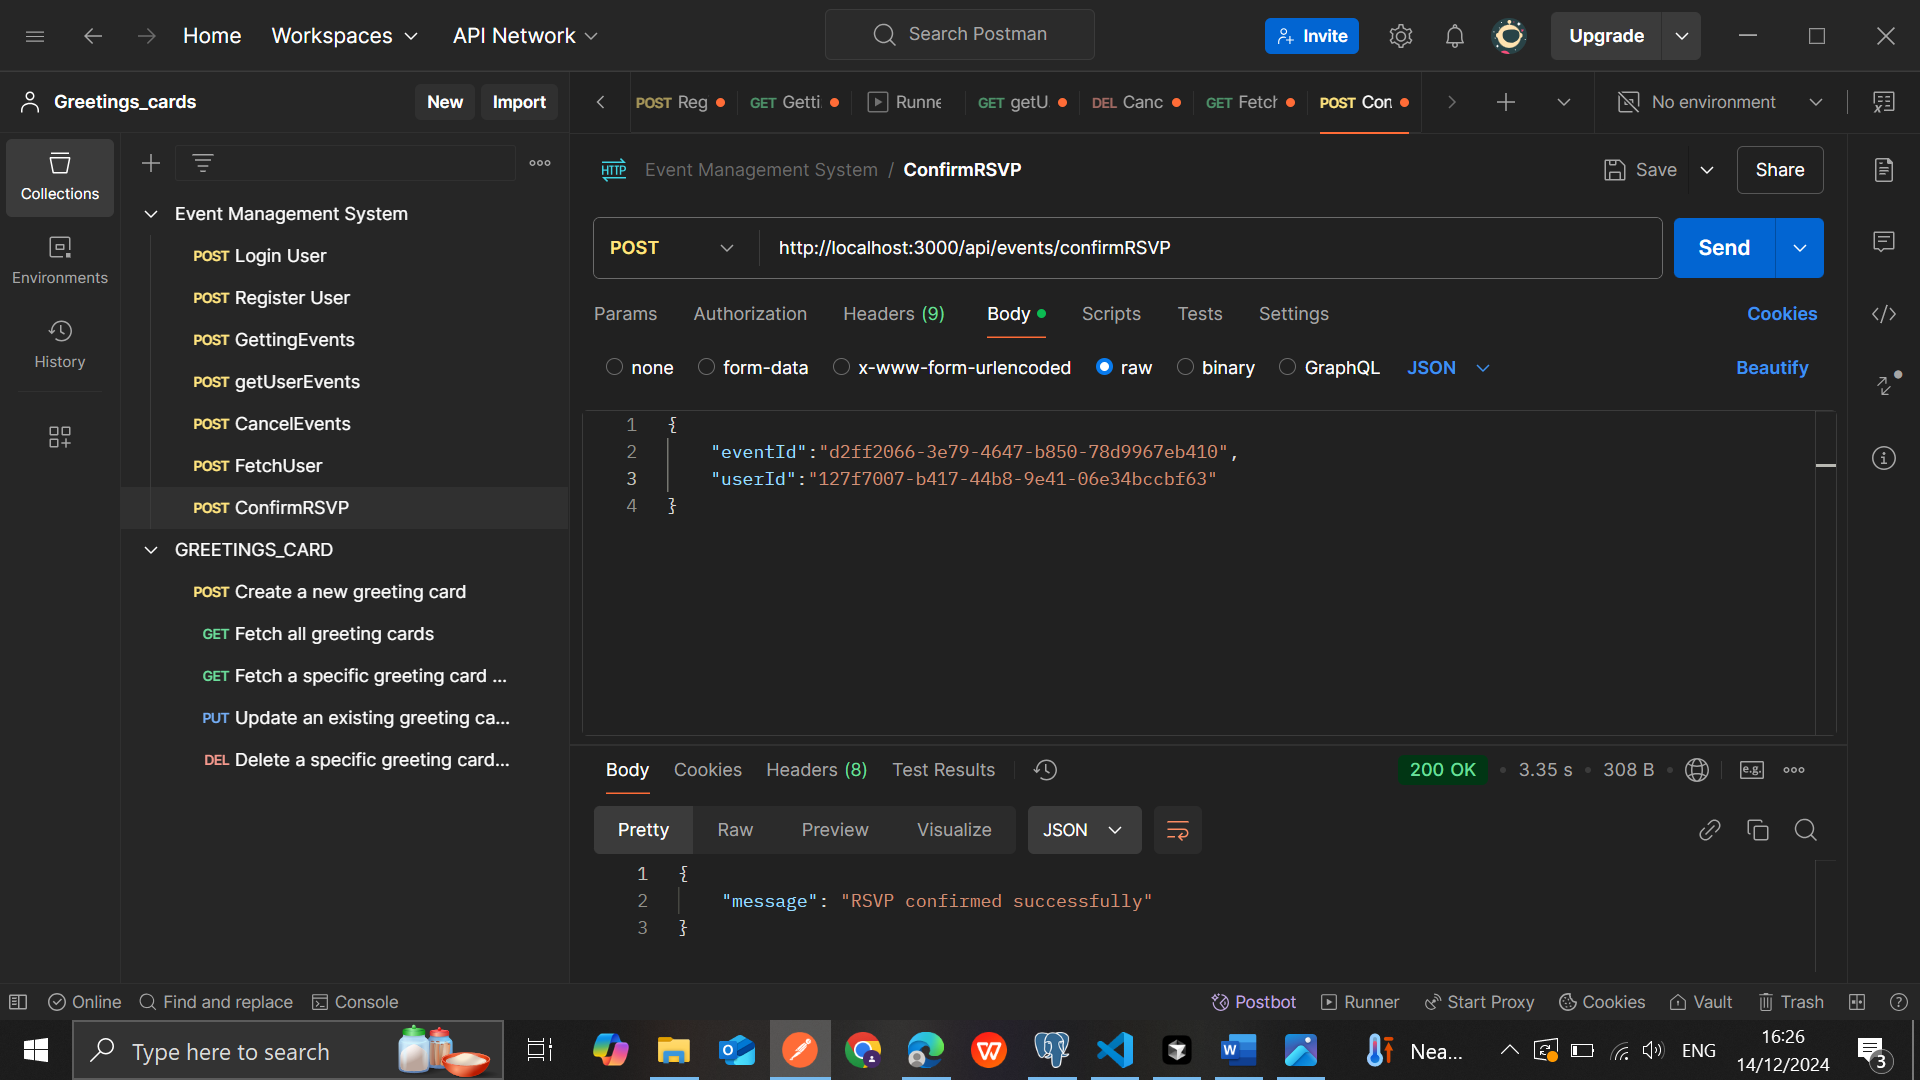 Home Workspaces API Network Search Postman Invite Upgrade
Greetings_cards New Import
POST Reg GET Getti Runne GET getU DEL Canc GET Fetch POST Con No environment
Collections
Environments
History
Event Management System
POST Login User
POST Register User
POST GettingEvents
POST getUserEvents
POST CancelEvents
POST FetchUser
POST ConfirmRSVP
GREETINGS_CARD
POST Create a new greeting card
GET Fetch all greeting cards
GET Fetch a specific greeting card ...
PUT Update an existing greeting ca...
DEL Delete a specific greeting card...
HTTP Event Management System / ConfirmRSVP Save Share
POST http://localhost:3000/api/events/confirmRSVP Send
Params Authorization Headers (9) Body Scripts Tests Settings Cookies
none form-data x-www-form-urlencoded raw binary GraphQL JSON Beautify
1 {
2 "eventId":"d2ff2066-3e79-4647-b850-78d9967eb410",
3 "userId":"127f7007-b417-44b8-9e41-06e34bccbf63"
4 }
Body Cookies Headers (8) Test Results 200 OK 3.35 s 308 B e.g.
Pretty Raw Preview Visualize JSON
1 {
2 "message": "RSVP confirmed successfully"
3 }
Online Find and replace Console Postbot Runner Start Proxy Cookies Vault Trash
Type here to search Nea... ENG 16:26
14/12/2024 3